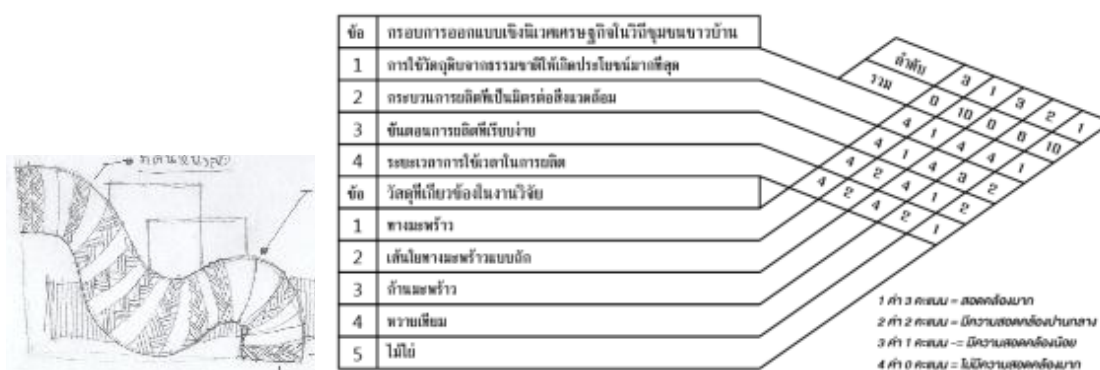 ข้อ กรอบการออกแบบเชิงนิเวศเศรษฐกิจในวิถีชุมชนชาวบ้าน
1 การใช้วัตถุดิบจากธรรมชาติให้เกิดประโยชน์มากที่สุด
2 กระบวนการผลิตที่เป็นมิตรต่อสิ่งแวดล้อม
3 ขั้นตอนการผลิตที่เรียบง่าย
4 ระยะเวลาการใช้เวลาในการผลิต
ข้อ วัสดุที่เกี่ยวข้องในงานวิจัย
1 ทางมะพร้าว
2 เส้นใยทางมะพร้าวแบบถัก
3 ก้านมะพร้าว
4 หวายเทียม
5 ไม้ไผ่
ลำดับ 3 1 3 2 1
รวม 0 10 0 8 10
4 1 4 4 1
4 1 4 3 2
4 2 4 1 2
4 2 4 2 1
1 ค่า 3 คะแนน = สอดคล้องมาก
2 ค่า 2 คะแนน = มีความสอดคล้องปานกลาง
3 ค่า 1 คะแนน -= มีความสอดคล้องน้อย
4 ค่า 0 คะแนน = ไม่มีความสอดคล้องมาก